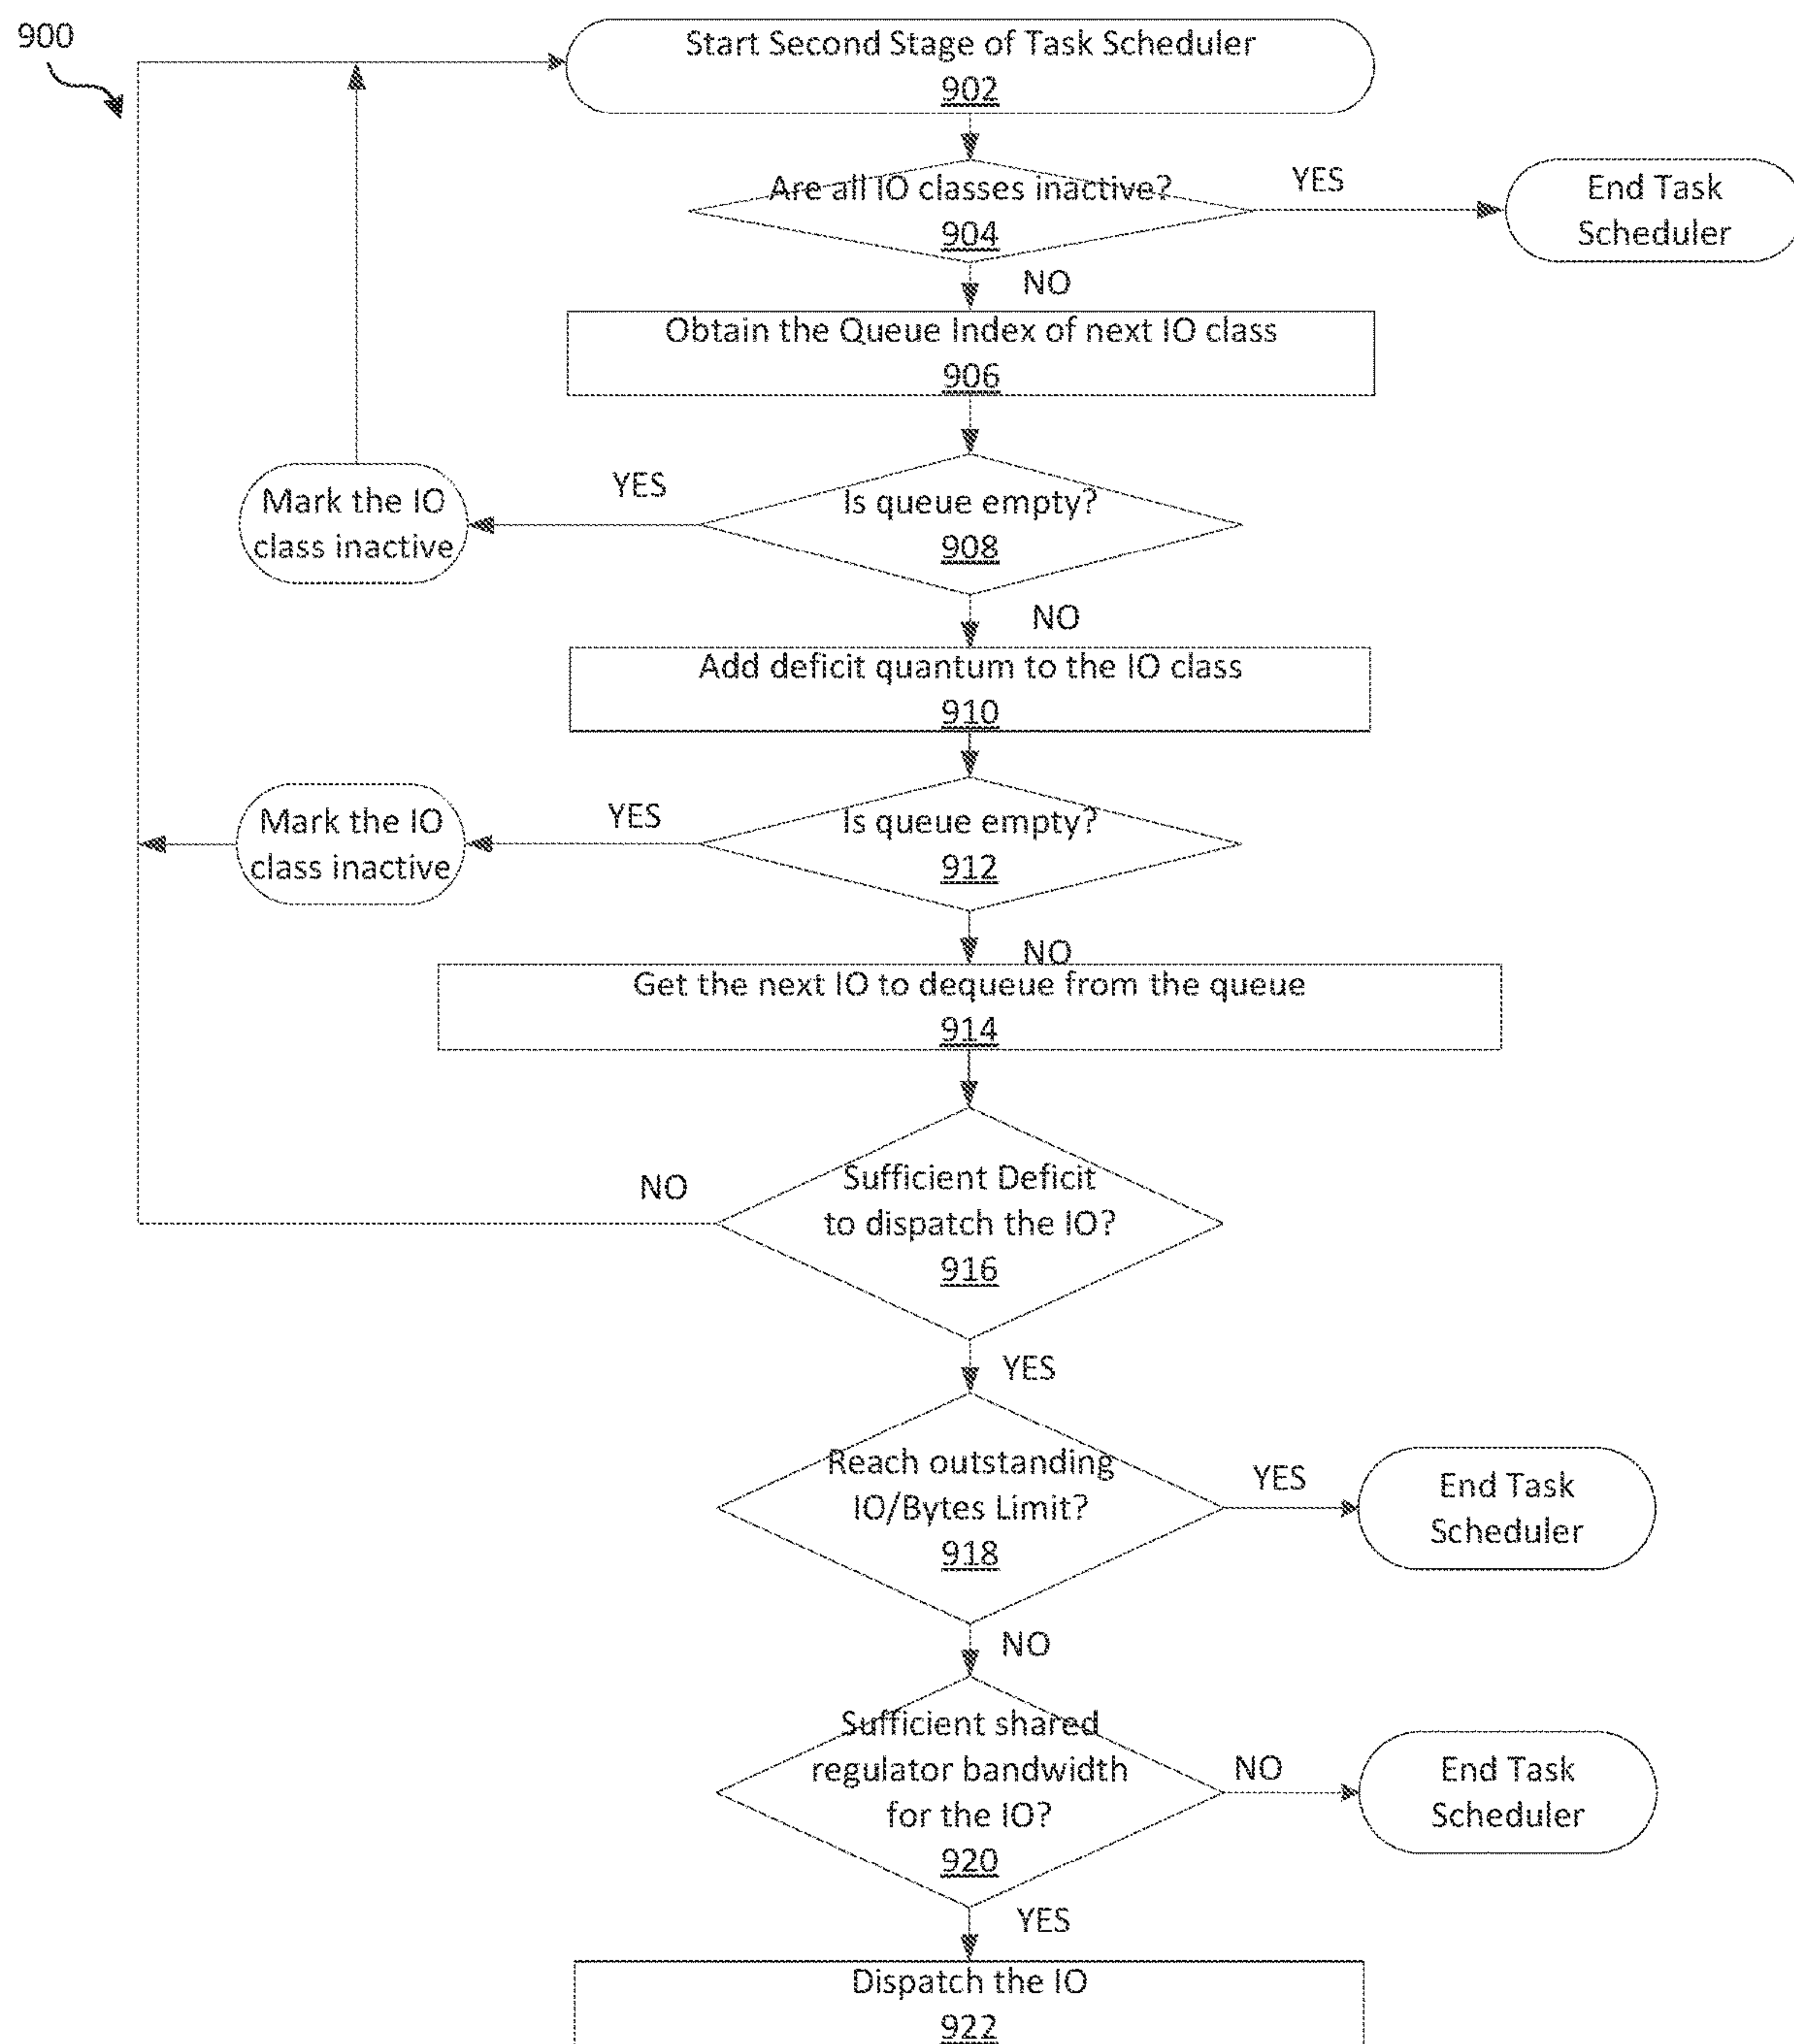 900
Start Second Stage of Task Scheduler
902
Are all IO classes inactive?
904
YES
End Task
Scheduler
NO
Obtain the Queue Index of next IO class
906
Is queue empty?
908
YES
Mark the IO
class inactive
NO
Add deficit quantum to the IO class
910
Is queue empty?
912
YES
Mark the IO
class inactive
NO
Get the next IO to dequeue from the queue
914
Sufficient Deficit
to dispatch the IO?
916
NO
YES
Reach outstanding
IO/Bytes Limit?
918
YES
End Task
Scheduler
NO
Sufficient shared
regulator bandwidth
for the IO?
920
NO
End Task
Scheduler
YES
Dispatch the IO
922